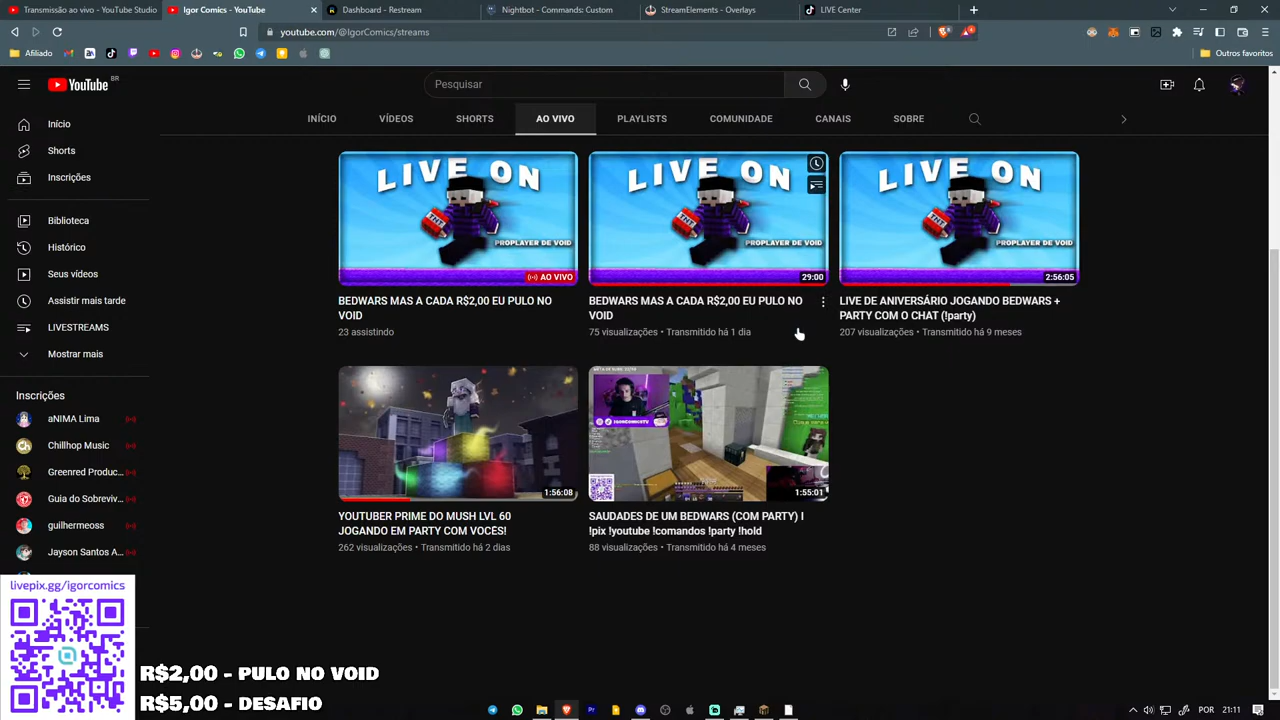 Transmissão ao vivo - YouTube Studio
Igor Comics - YouTube
Dashboard - Restream
Nightbot - Commands: Custom
StreamElements - Overlays
LIVE Center
youtube.com/@IgorComics/streams
Afiliado
Outros favoritos
YouTube BR
Pesquisar
INÍCIO
VÍDEOS
SHORTS
AO VIVO
PLAYLISTS
COMUNIDADE
CANAIS
SOBRE
Início
Shorts
Inscrições
Biblioteca
Histórico
Seus vídeos
Assistir mais tarde
LIVESTREAMS
Mostrar mais
Inscrições
aNIMA Lima
Chillhop Music
Greenred Produc...
Guia do Sobreviv...
guilhermeoss
Jayson Santos A...
LIVE ON
PROPLAYER DE VOID
TNT
AO VIVO
BEDWARS MAS A CADA R$2,00 EU PULO NO
VOID
23 assistindo
LIVE ON
PROPLAYER DE VOID
TNT
29:00
BEDWARS MAS A CADA R$2,00 EU PULO NO
VOID
75 visualizações • Transmitido há 1 dia
LIVE ON
PROPLAYER DE VOID
TNT
2:56:05
LIVE DE ANIVERSÁRIO JOGANDO BEDWARS +
PARTY COM O CHAT (!party)
207 visualizações • Transmitido há 9 meses
1:56:08
YOUTUBER PRIME DO MUSH LVL 60
JOGANDO EM PARTY COM VOCÊS!
262 visualizações • Transmitido há 2 dias
1:55:01
SAUDADES DE UM BEDWARS (COM PARTY) I
!pix !youtube !comandos !party !hold
88 visualizações • Transmitido há 4 meses
livepix.gg/igorcomics
R$2,00 - PULO NO VOID
R$5,00 - DESAFIO
POR
21:11